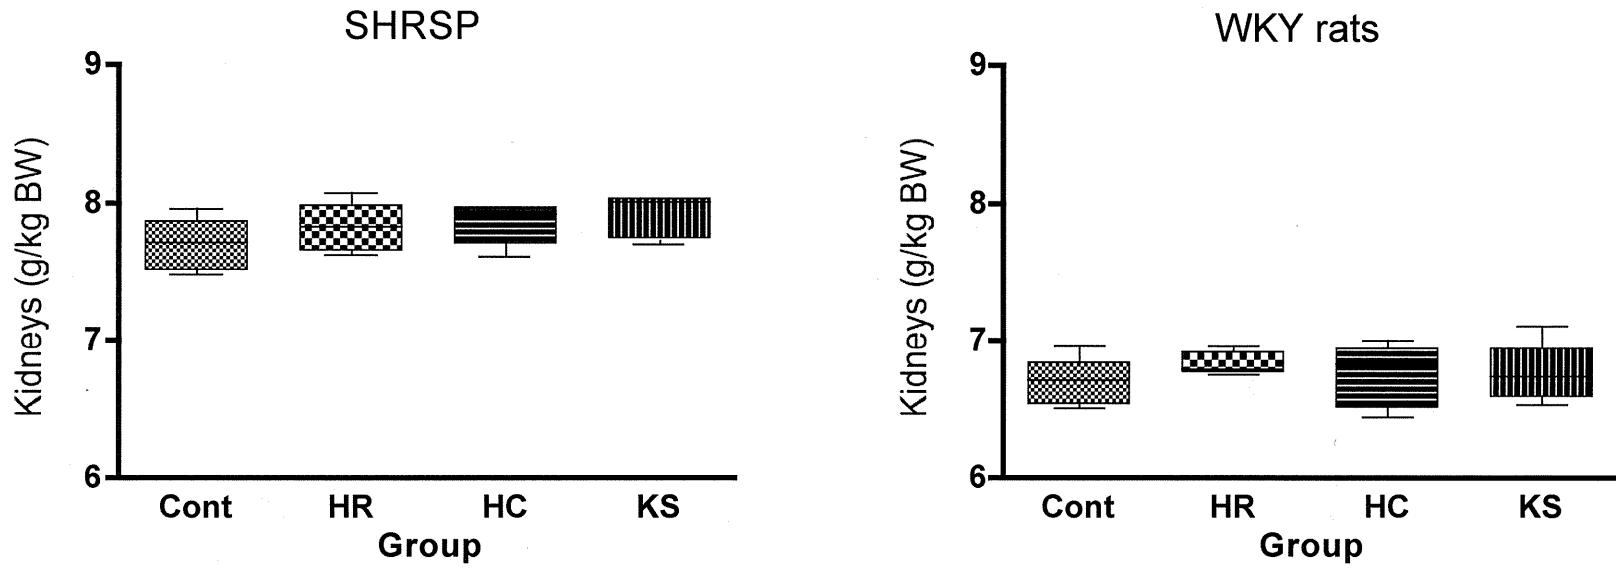 SHRSP
9
8
7
6
Kidneys (g/kg BW)
Cont HR HC KS
Group
WKY rats
9
8
7
6
Kidneys (g/kg BW)
Cont HR HC KS
Group